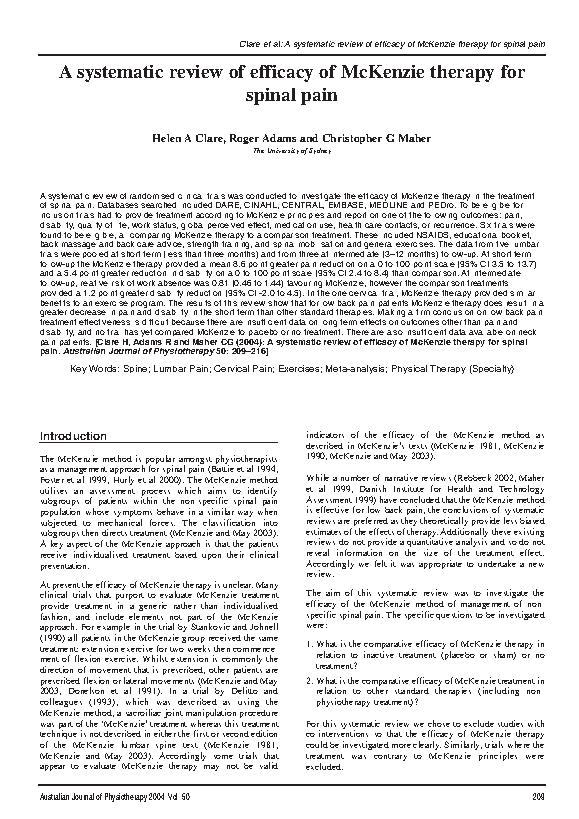 Clare et al: A systematic review of efficacy of McKenzie therapy for spinal pain
A systematic review of efficacy of McKenzie therapy for
spinal pain
Helen A Clare, Roger Adams and Christopher G Maher
The University of Sydney
A systematic review of randomised clinical trials was conducted to investigate the efficacy of McKenzie therapy in the treatment
of spinal pain. Databases searched included DARE, CINAHL, CENTRAL, EMBASE, MEDLINE and PEDro. To be eligible for
inclusion trials had to provide treatment according to McKenzie principles and report on one of the following outcomes: pain,
disability, quality of life, work status, global perceived effect, medication use, health care contacts, or recurrence. Six trials were
found to be eligible, all comparing McKenzie therapy to a comparison treatment. These included NSAIDS, educational booklet,
back massage and back care advice, strength training, and spinal mobilisation and general exercises. The data from five lumbar
trials were pooled at short term (less than three months) and from three at intermediate (3–12 months) follow-up. At short term
follow-up the McKenzie therapy provided a mean 8.6 point greater pain reduction on a 0 to 100 point scale (95% CI 3.5 to 13.7)
and a 5.4 point greater reduction in disability on a 0 to 100 point scale (95% CI 2.4 to 8.4) than comparison. At intermediate
follow-up, relative risk of work absence was 0.81 (0.46 to 1.44) favouring McKenzie, however the comparison treatments
provided a 1.2 point greater disability reduction (95% CI -2.0 to 4.5). In the one cervical trial, McKenzie therapy provided similar
benefits to an exercise program. The results of this review show that for low back pain patients McKenzie therapy does result in a
greater decrease in pain and disability in the short term than other standard therapies. Making a firm conclusion on low back pain
treatment effectiveness is difficult because there are insufficient data on long term effects on outcomes other than pain and
disability, and no trial has yet compared McKenzie to placebo or no treatment. There are also insufficient data available on neck
pain patients. [Clare H, Adams R and Maher CG (2004): A systematic review of efficacy of McKenzie therapy for spinal
pain. Australian Journal of Physiotherapy 50: 209–216]
Key Words: Spine; Lumbar Pain; Cervical Pain; Exercises; Meta-analysis; Physical Therapy (Specialty)
Introduction
The McKenzie method is popular amongst physiotherapists
as a management approach for spinal pain (Battie et al 1994,
Foster et al 1999, Hurly et al 2000). The McKenzie method
utilises an assessment process which aims to identify
subgroups of patients within the non specific spinal pain
population whose symptoms behave in a similar way when
subjected to mechanical forces. The classification into
subgroups then directs treatment (McKenzie and May 2003).
A key aspect of the McKenzie approach is that the patients
receive individualised treatment based upon their clinical
presentation.
At present the efficacy of McKenzie therapy is unclear. Many
clinical trials that purport to evaluate McKenzie treatment
provide treatment in a generic rather than individualised
fashion, and include elements not part of the McKenzie
approach. For example in the trial by Stankovic and Johnell
(1990) all patients in the McKenzie group received the same
treatment: extension exercise for two weeks then commence-
ment of flexion exercise. Whilst extension is commonly the
direction of movement that is prescribed, other patients are
prescribed flexion or lateral movements (McKenzie and May
2003, Donelson et al 1991). In a trial by Delitto and
colleagues (1993), which was described as using the
McKenzie method, a sacroiliac joint manipulation procedure
was part of the 'McKenzie' treatment whereas this treatment
technique is not described in either the first or second edition
of the McKenzie lumbar spine text (McKenzie 1981,
McKenzie and May 2003). Accordingly some trials that
appear to evaluate McKenzie therapy may not be valid
indicators of the efficacy of the McKenzie method as
described in McKenzie's texts (McKenzie 1981, McKenzie
1990, McKenzie and May 2003).
While a number of narrative reviews (Rebbeck 2002, Maher
et al 1999, Danish Institute for Health and Technology
Assessment 1999) have concluded that the McKenzie method
is effective for low back pain, the conclusions of systematic
reviews are preferred as they theoretically provide less biased
estimates of the effects of therapy. Additionally these existing
reviews do not provide a quantitative analysis and so do not
reveal information on the size of the treatment effect.
Accordingly we felt it was appropriate to undertake a new
review.
The aim of this systematic review was to investigate the
efficacy of the McKenzie method of management of non-
specific spinal pain. The specific questions to be investigated
were:
1. What is the comparative efficacy of McKenzie therapy in
relation to inactive treatment (placebo or sham) or no
treatment?
2. What is the comparative efficacy of McKenzie treatment in
relation to other standard therapies (including non-
physiotherapy treatment)?
For this systematic review we chose to exclude studies with
co interventions so that the efficacy of McKenzie therapy
could be investigated more clearly. Similarly, trials where the
treatment was contrary to McKenzie principles were
excluded.
Australian Journal of Physiotherapy 2004 Vol. 50
209